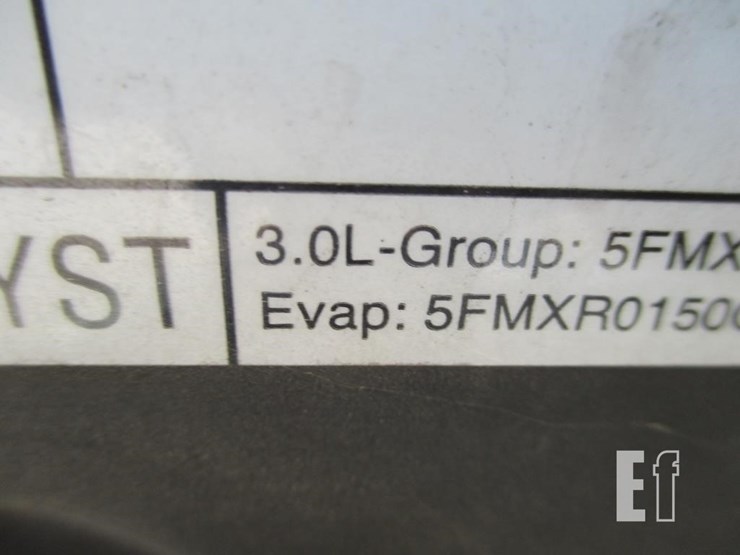 YST
3.0L-Group: 5FMX
Evap: 5FMXR0150
Ef